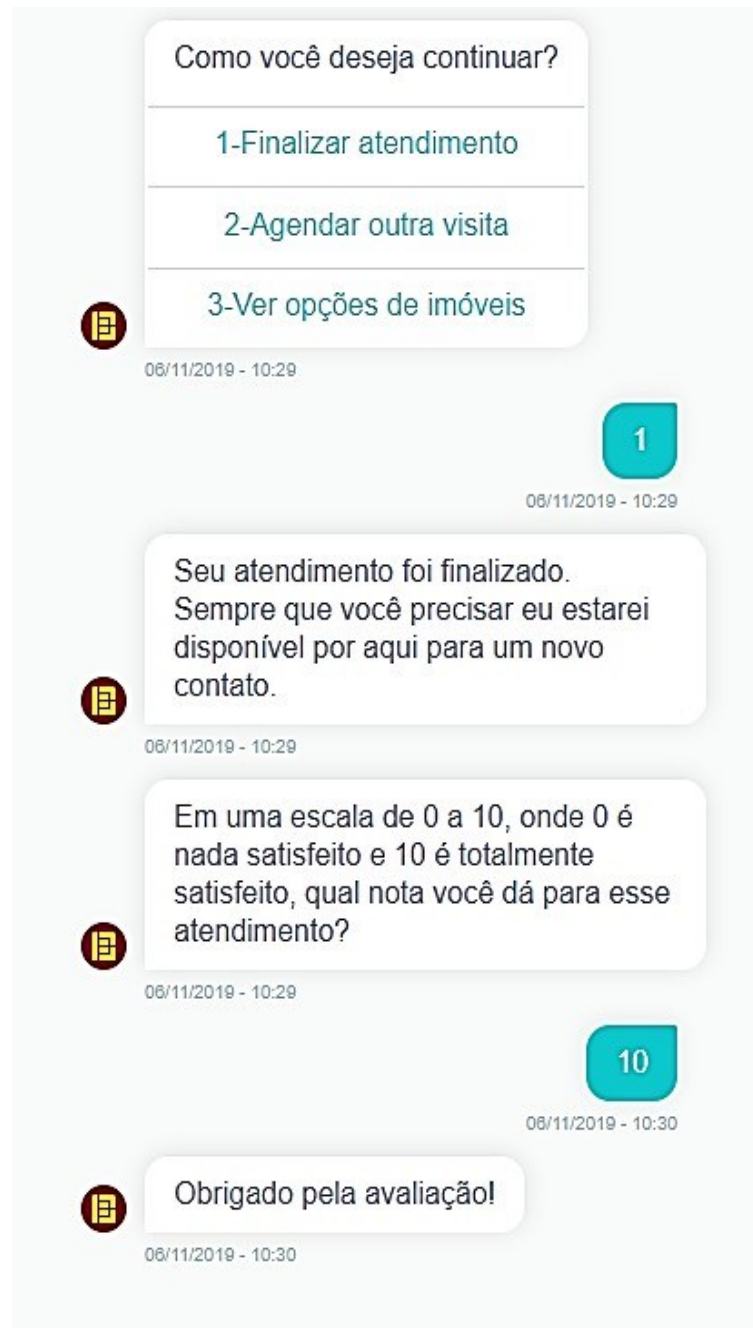 Como você deseja continuar?
1-Finalizar atendimento
2-Agendar outra visita
3-Ver opções de imóveis
06/11/2019 - 10:29
1
06/11/2019 - 10:29
Seu atendimento foi finalizado.
Sempre que você precisar eu estarei
disponível por aqui para um novo
contato.
06/11/2019 - 10:29
Em uma escala de 0 a 10, onde 0 é
nada satisfeito e 10 é totalmente
satisfeito, qual nota você dá para esse
atendimento?
06/11/2019 - 10:29
10
06/11/2019 - 10:30
Obrigado pela avaliação!
06/11/2019 - 10:30